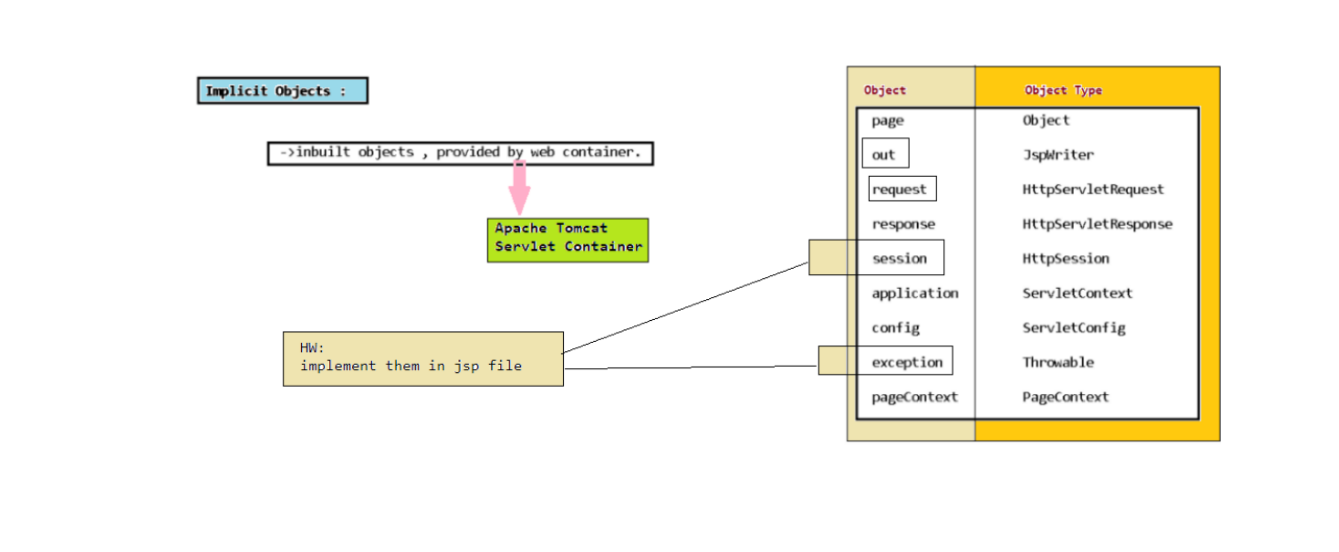 Implicit Objects :
->inbuilt objects , provided by web container.
Apache Tomcat
Servlet Container
HW:
implement them in jsp file
Object Object Type
page Object
out JspWriter
request HttpServletRequest
response HttpServletResponse
session HttpSession
application ServletContext
config ServletConfig
exception Throwable
pageContext PageContext